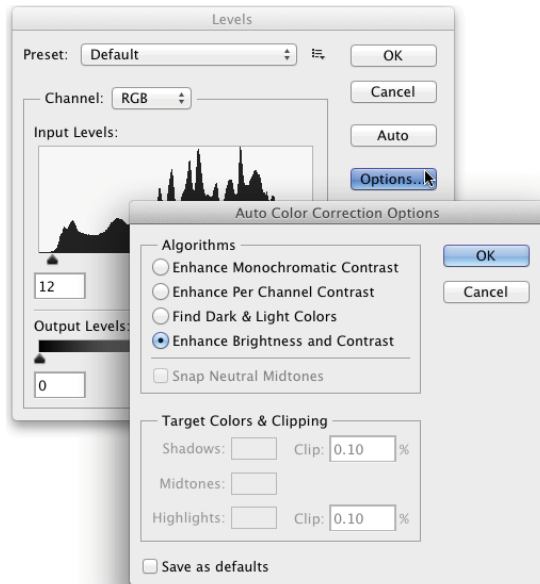 Levels
Preset: Default
OK
Cancel
Auto
Options...
Channel: RGB
Input Levels:
12
Output Levels:
0
Auto Color Correction Options
Algorithms
Enhance Monochromatic Contrast
Enhance Per Channel Contrast
Find Dark & Light Colors
Enhance Brightness and Contrast
Snap Neutral Midtones
OK
Cancel
Target Colors & Clipping
Shadows: Clip: 0.10 %
Midtones:
Highlights: Clip: 0.10 %
Save as defaults